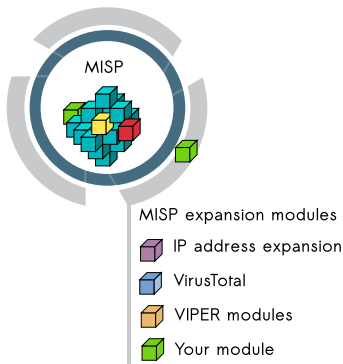 MISP
MISP expansion modules
IP address expansion
VirusTotal
VIPER modules
Your module